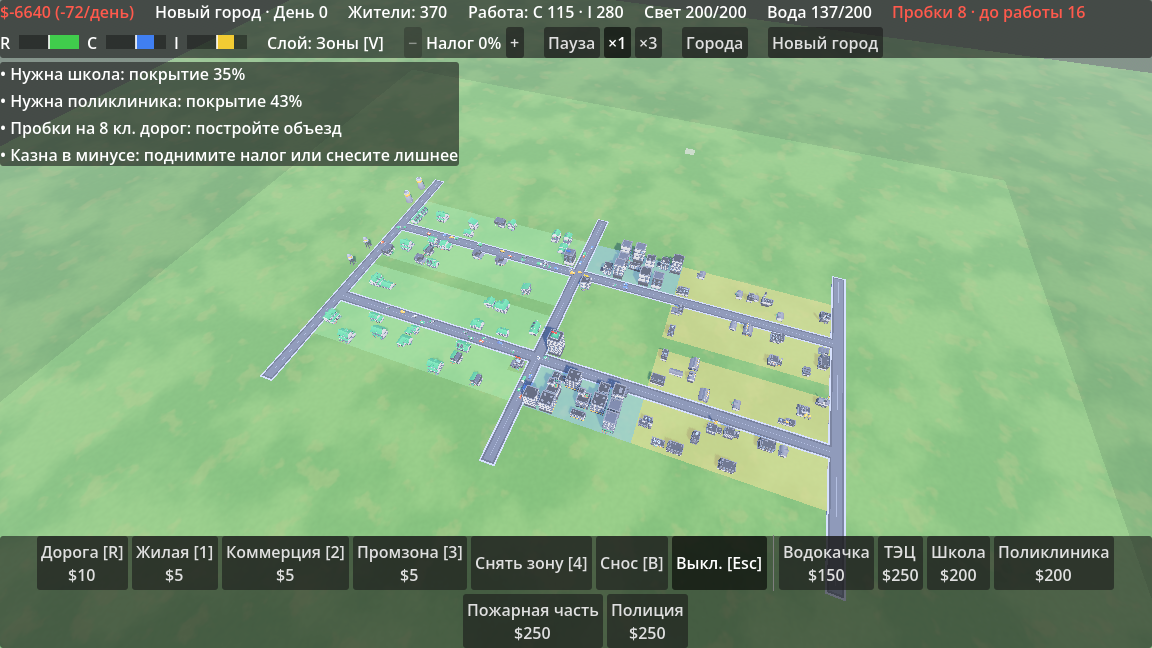 $-6640 (-72/день) Новый город · День 0 Жители: 370 Работа: C 115 · I 280 Свет 200/200 Вода 137/200 Пробки 8 · до работы 16
R C I Слой: Зоны [V] − Налог 0% + Пауза ×1 ×3 Города Новый город
• Нужна школа: покрытие 35%
• Нужна поликлиника: покрытие 43%
• Пробки на 8 кл. дорог: постройте объезд
• Казна в минусе: поднимите налог или снесите лишнее
Дорога [R] Жилая [1] Коммерция [2] Промзона [3] Снять зону [4] Снос [B] Выкл. [Esc] Водокачка ТЭЦ Школа Поликлиника
$10 $5 $5 $5 $150 $250 $200 $200
Пожарная часть Полиция
$250 $250